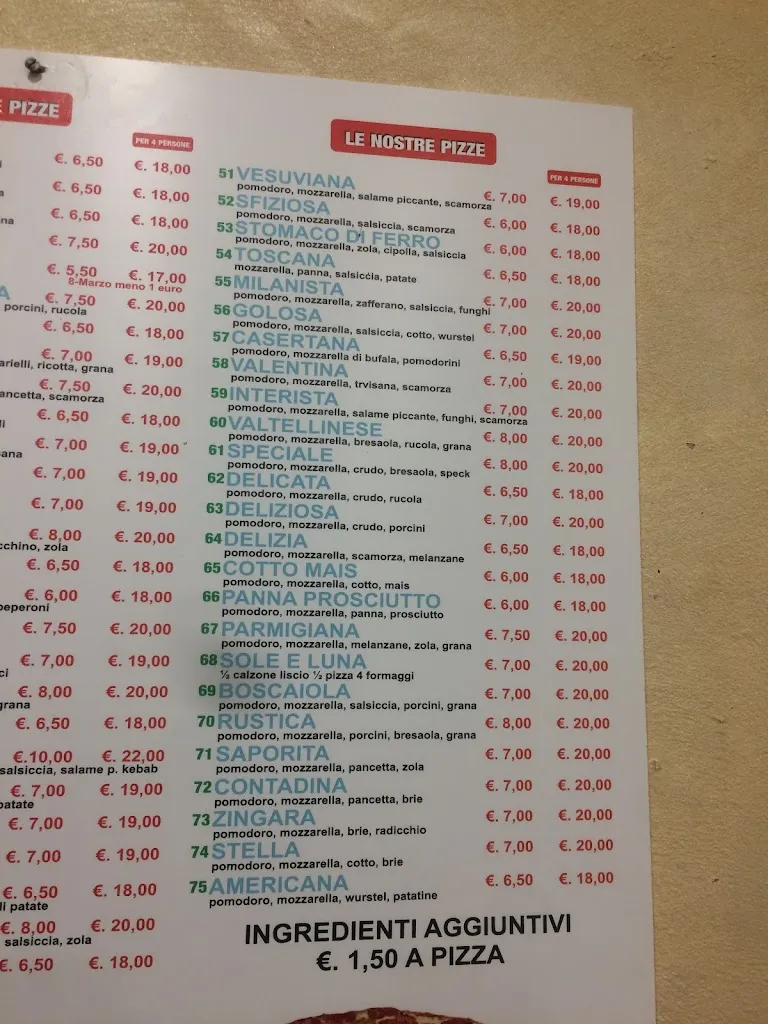 E PIZZE
PER 4 PERSONE
€. 6,50 €. 18,00
€. 6,50 €. 18,00
€. 6,50 €. 18,00
€. 7,50 €. 20,00
€. 5,50 €. 17,00
8-Marzo meno 1 euro
A €. 7,50 €. 20,00
porcini, rucola
€. 6,50 €. 18,00
€. 7,00 €. 19,00
arielli, ricotta, grana
€. 7,50 €. 20,00
ancetta, scamorza
€. 6,50 €. 18,00
€. 7,00 €. 19,00
ana
€. 7,00 €. 19,00
€. 7,00 €. 19,00
€. 8,00 €. 20,00
cchino, zola
€. 6,50 €. 18,00
€. 6,00 €. 18,00
peperoni
€. 7,50 €. 20,00
€. 7,00 €. 19,00
ci
€. 8,00 €. 20,00
grana
€. 6,50 €. 18,00
€.10,00 €. 22,00
salsiccia, salame p. kebab
€. 7,00 €. 19,00
patate
€. 7,00 €. 19,00
€. 7,00 €. 19,00
€. 6,50 €. 18,00
li patate
€. 8,00 €. 20,00
salsiccia, zola
€. 6,50 €. 18,00
LE NOSTRE PIZZE
PER 4 PERSONE
51 VESUVIANA €. 7,00 €. 19,00
pomodoro, mozzarella, salame piccante, scamorza
52 SFIZIOSA €. 6,00 €. 18,00
pomodoro, mozzarella, salsiccia, scamorza
53 STOMACO DI FERRO €. 6,00 €. 18,00
pomodoro, mozzarella, zola, cipolla, salsiccia
54 TOSCANA €. 6,50 €. 18,00
mozzarella, panna, salsiccia, patate
55 MILANISTA €. 7,00 €. 20,00
pomodoro, mozzarella, zafferano, salsiccia, funghi
56 GOLOSA €. 7,00 €. 20,00
pomodoro, mozzarella, salsiccia, cotto, wurstel
57 CASERTANA €. 6,50 €. 19,00
pomodoro, mozzarella di bufala, pomodorini
58 VALENTINA €. 7,00 €. 20,00
pomodoro, mozzarella, trvisana, scamorza
59 INTERISTA €. 7,00 €. 20,00
pomodoro, mozzarella, salame piccante, funghi, scamorza
60 VALTELLINESE €. 8,00 €. 20,00
pomodoro, mozzarella, bresaola, rucola, grana
61 SPECIALE €. 8,00 €. 20,00
pomodoro, mozzarella, crudo, bresaola, speck
62 DELICATA €. 6,50 €. 18,00
pomodoro, mozzarella, crudo, rucola
63 DELIZIOSA €. 7,00 €. 20,00
pomodoro, mozzarella, crudo, porcini
64 DELIZIA €. 6,50 €. 18,00
pomodoro, mozzarella, scamorza, melanzane
65 COTTO MAIS €. 6,00 €. 18,00
pomodoro, mozzarella, cotto, mais
66 PANNA PROSCIUTTO €. 6,00 €. 18,00
pomodoro, mozzarella, panna, prosciutto
67 PARMIGIANA €. 7,50 €. 20,00
pomodoro, mozzarella, melanzane, zola, grana
68 SOLE E LUNA €. 7,00 €. 20,00
½ calzone liscio ½ pizza 4 formaggi
69 BOSCAIOLA €. 7,00 €. 20,00
pomodoro, mozzarella, salsiccia, porcini, grana
70 RUSTICA €. 8,00 €. 20,00
pomodoro, mozzarella, porcini, bresaola, grana
71 SAPORITA €. 7,00 €. 20,00
pomodoro, mozzarella, pancetta, zola
72 CONTADINA €. 7,00 €. 20,00
pomodoro, mozzarella, pancetta, brie
73 ZINGARA €. 7,00 €. 20,00
pomodoro, mozzarella, brie, radicchio
74 STELLA €. 7,00 €. 20,00
pomodoro, mozzarella, cotto, brie
75 AMERICANA €. 6,50 €. 18,00
pomodoro, mozzarella, wurstel, patatine
INGREDIENTI AGGIUNTIVI
€. 1,50 A PIZZA